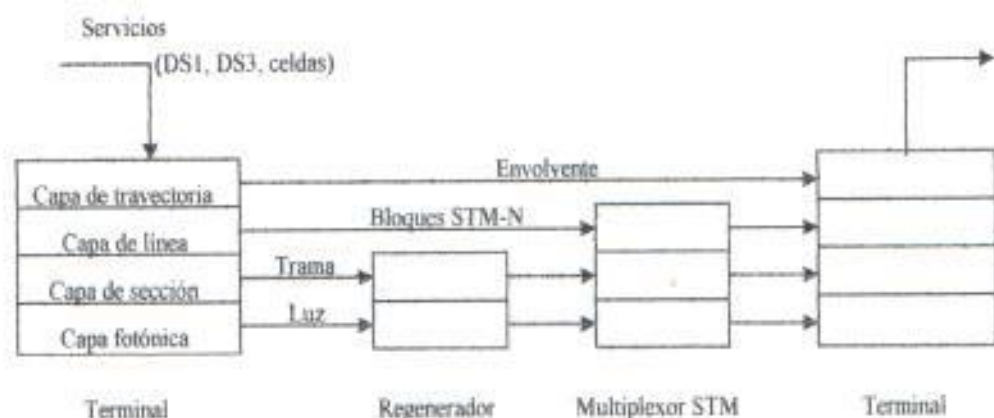 Servicios
(DS1, DS3, celdas)
Envolvente
Capa de travectoria
Bloques STM-N
Capa de línea
Trama
Capa de sección
Luz
Capa fotónica
Terminal
Regenerador
Multiplexor STM
Terminal